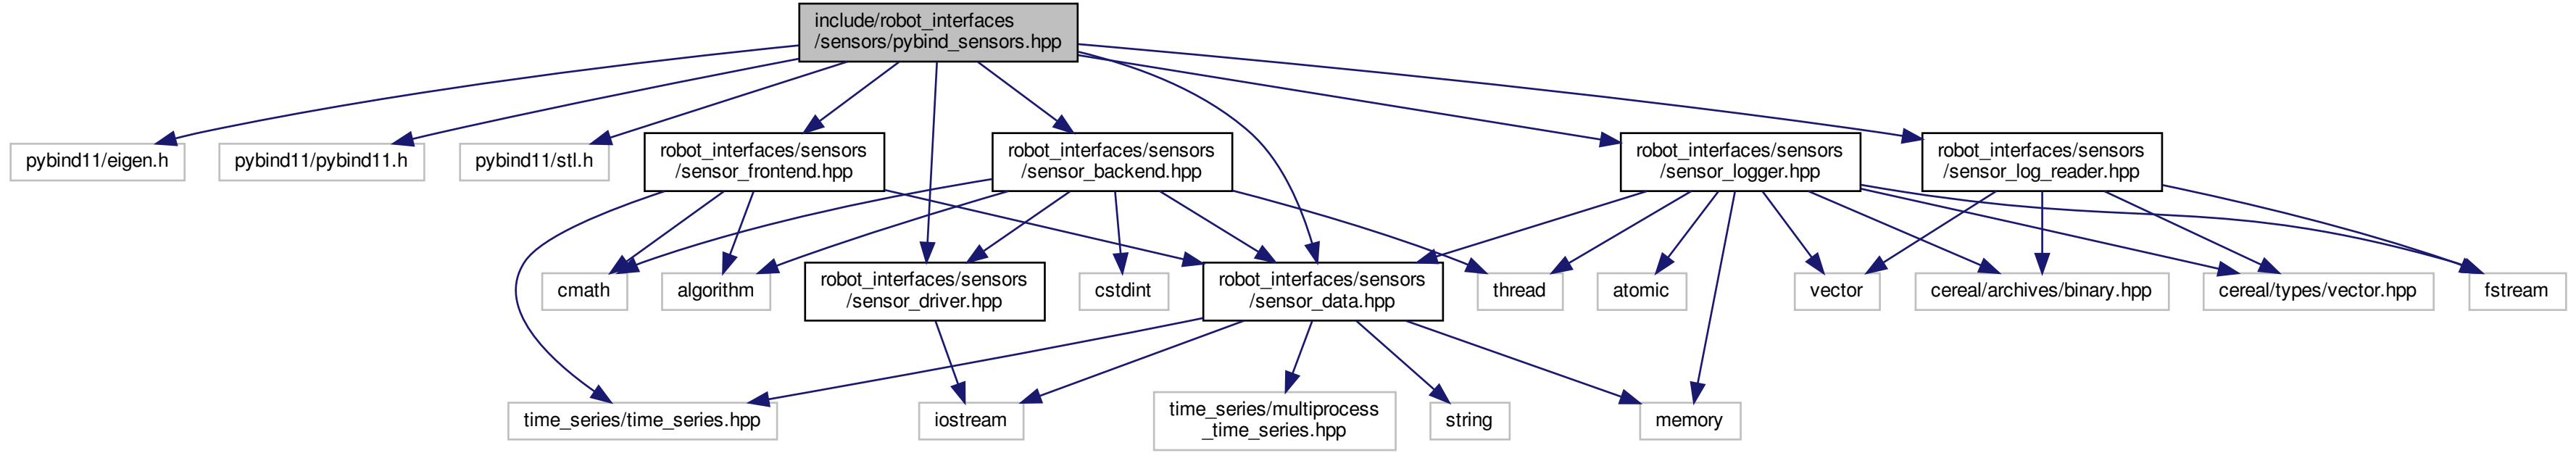 include/robot_interfaces
/sensors/pybind_sensors.hpp
pybind11/eigen.h
pybind11/pybind11.h
pybind11/stl.h
robot_interfaces/sensors
/sensor_frontend.hpp
robot_interfaces/sensors
/sensor_backend.hpp
robot_interfaces/sensors
/sensor_logger.hpp
robot_interfaces/sensors
/sensor_log_reader.hpp
cmath
algorithm
robot_interfaces/sensors
/sensor_driver.hpp
cstdint
robot_interfaces/sensors
/sensor_data.hpp
thread
atomic
vector
cereal/archives/binary.hpp
cereal/types/vector.hpp
fstream
time_series/time_series.hpp
iostream
time_series/multiprocess
_time_series.hpp
string
memory